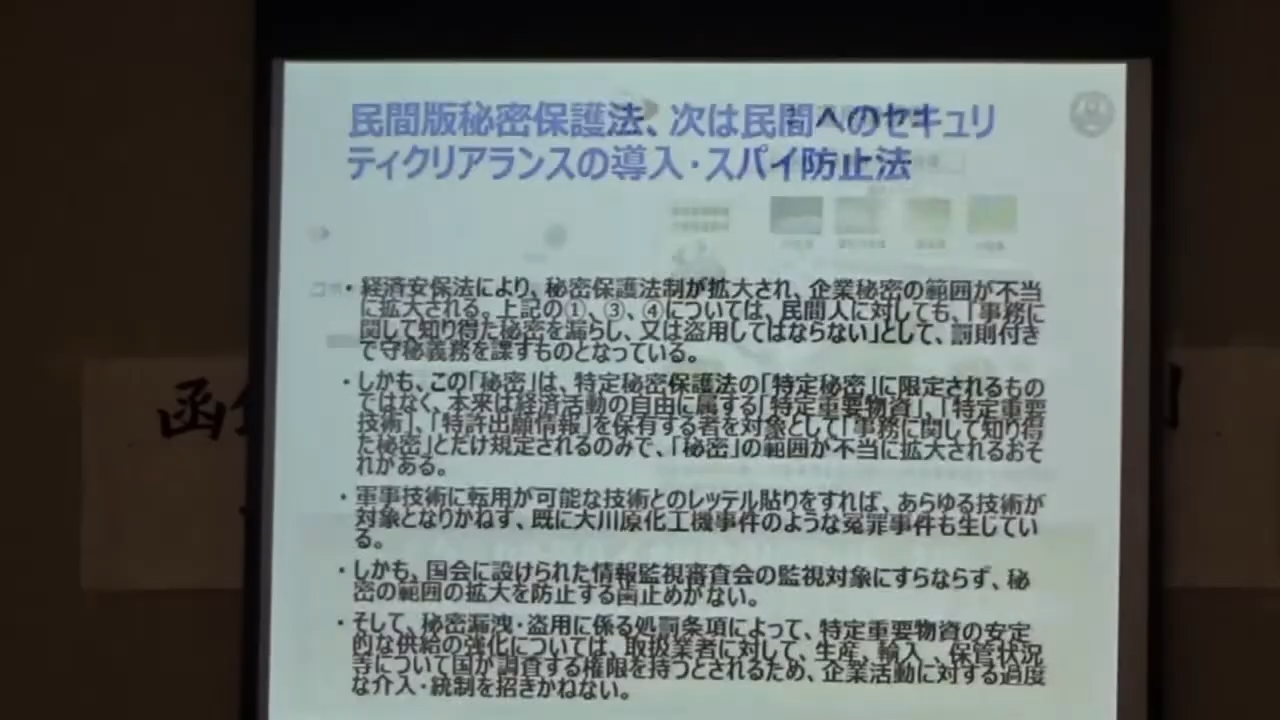 民間版秘密保護法、次は民間へのセキュリ
ティクリアランスの導入・スパイ防止法
・経済安保法により、秘密保護法制が拡大され、企業秘密の範囲が不当
に拡大される。上記の①、③、④については、民間人に対しても、「事務に
関して知り得た秘密を漏らし、又は盗用してはならない」として、罰則付き
で守秘義務を課すものとなっている。
・しかも、この「秘密」は、特定秘密保護法の「特定秘密」に限定されるもの
ではなく、本来は経済活動の自由に属する「特定重要物資」、「特定重要
技術」、「特許出願情報」を保有する者を対象として「事務に関して知り得
た秘密」とだけ規定されるのみで、「秘密」の範囲が不当に拡大されるおそ
れがある。
・軍事技術に転用が可能な技術とのレッテル貼りをすれば、あらゆる技術が
対象となりかねず、既に大川原化工機事件のような冤罪事件も生じてい
る。
・しかも、国会に設けられた情報監視審査会の監視対象にすらならず、秘
密の範囲の拡大を防止する歯止めがない。
・そして、秘密漏洩・盗用に係る処罰条項によって、特定重要物資の安定
的な供給の強化については、取扱業者に対して、生産、輸入、保管状況
等について国が調査する権限を持つとされるため、企業活動に対する過度
な介入・統制を招きかねない。
函